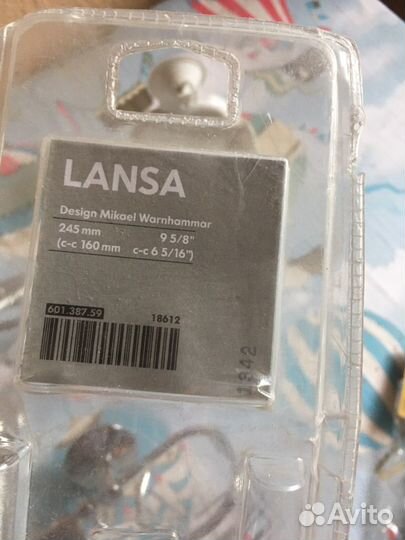 LANSA
Design Mikael Warnhammar
245 mm 9 5/8"
(c-c 160 mm c-c 6 5/16")
601.387.59
18612
1842
Avito